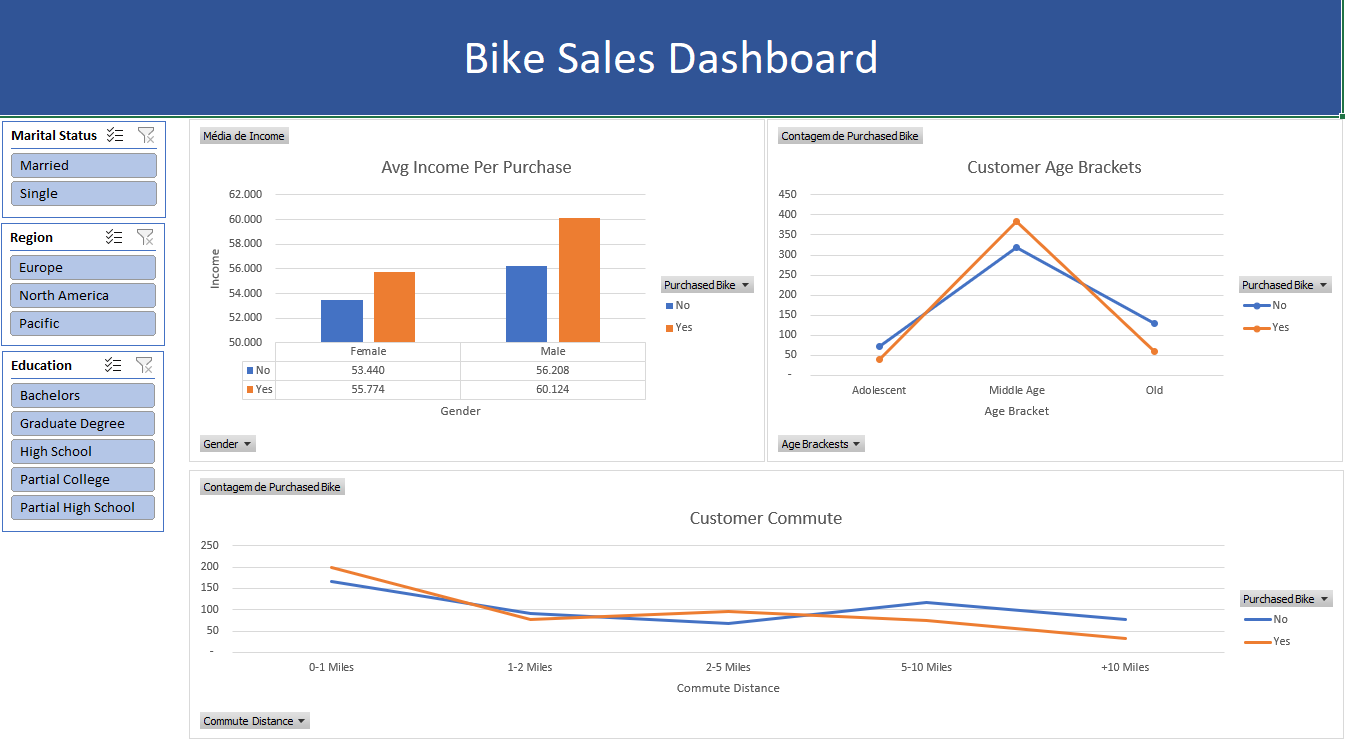 Bike Sales Dashboard
Marital Status
Married
Single
Region
Europe
North America
Pacific
Education
Bachelors
Graduate Degree
High School
Partial College
Partial High School
Média de Income
Avg Income Per Purchase
62.000
60.000
58.000
56.000
54.000
52.000
50.000
Income
Female Male
No 53.440 56.208
Yes 55.774 60.124
Gender
Purchased Bike
No
Yes
Gender
Contagem de Purchased Bike
Customer Age Brackets
450
400
350
300
250
200
150
100
50
-
Adolescent Middle Age Old
Age Bracket
Purchased Bike
No
Yes
Age Brackests
Contagem de Purchased Bike
Customer Commute
250
200
150
100
50
-
0-1 Miles 1-2 Miles 2-5 Miles 5-10 Miles +10 Miles
Commute Distance
Purchased Bike
No
Yes
Commute Distance